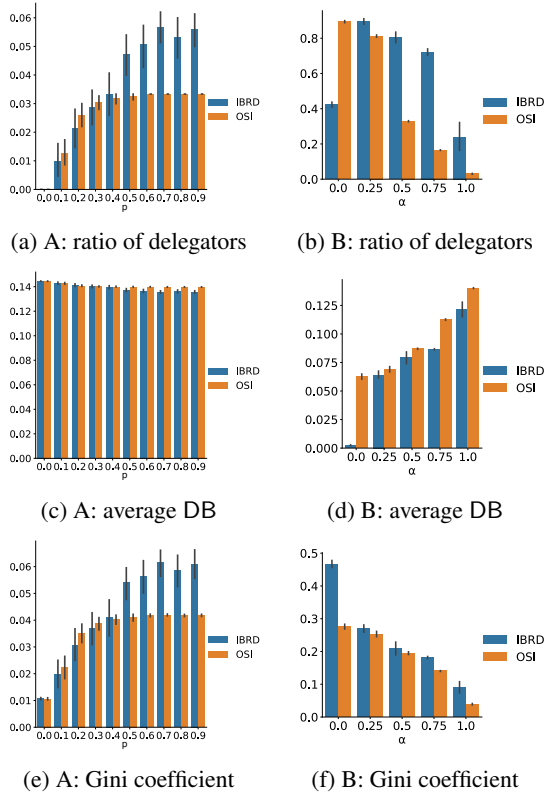 0.06
0.05
0.04
0.03
0.02
0.01
0.00
0.0 0.1 0.2 0.3 0.4 0.5 0.6 0.7 0.8 0.9
p
IBRD
OSI
(a) A: ratio of delegators
0.8
0.6
0.4
0.2
0.0
0.0 0.25 0.5 0.75 1.0
α
IBRD
OSI
(b) B: ratio of delegators
0.14
0.12
0.10
0.08
0.06
0.04
0.02
0.00
0.0 0.1 0.2 0.3 0.4 0.5 0.6 0.7 0.8 0.9
p
IBRD
OSI
(c) A: average DB
0.125
0.100
0.075
0.050
0.025
0.000
0.0 0.25 0.5 0.75 1.0
α
IBRD
OSI
(d) B: average DB
0.06
0.05
0.04
0.03
0.02
0.01
0.00
0.0 0.1 0.2 0.3 0.4 0.5 0.6 0.7 0.8 0.9
p
IBRD
OSI
(e) A: Gini coefficient
0.5
0.4
0.3
0.2
0.1
0.0
0.0 0.25 0.5 0.75 1.0
α
IBRD
OSI
(f) B: Gini coefficient